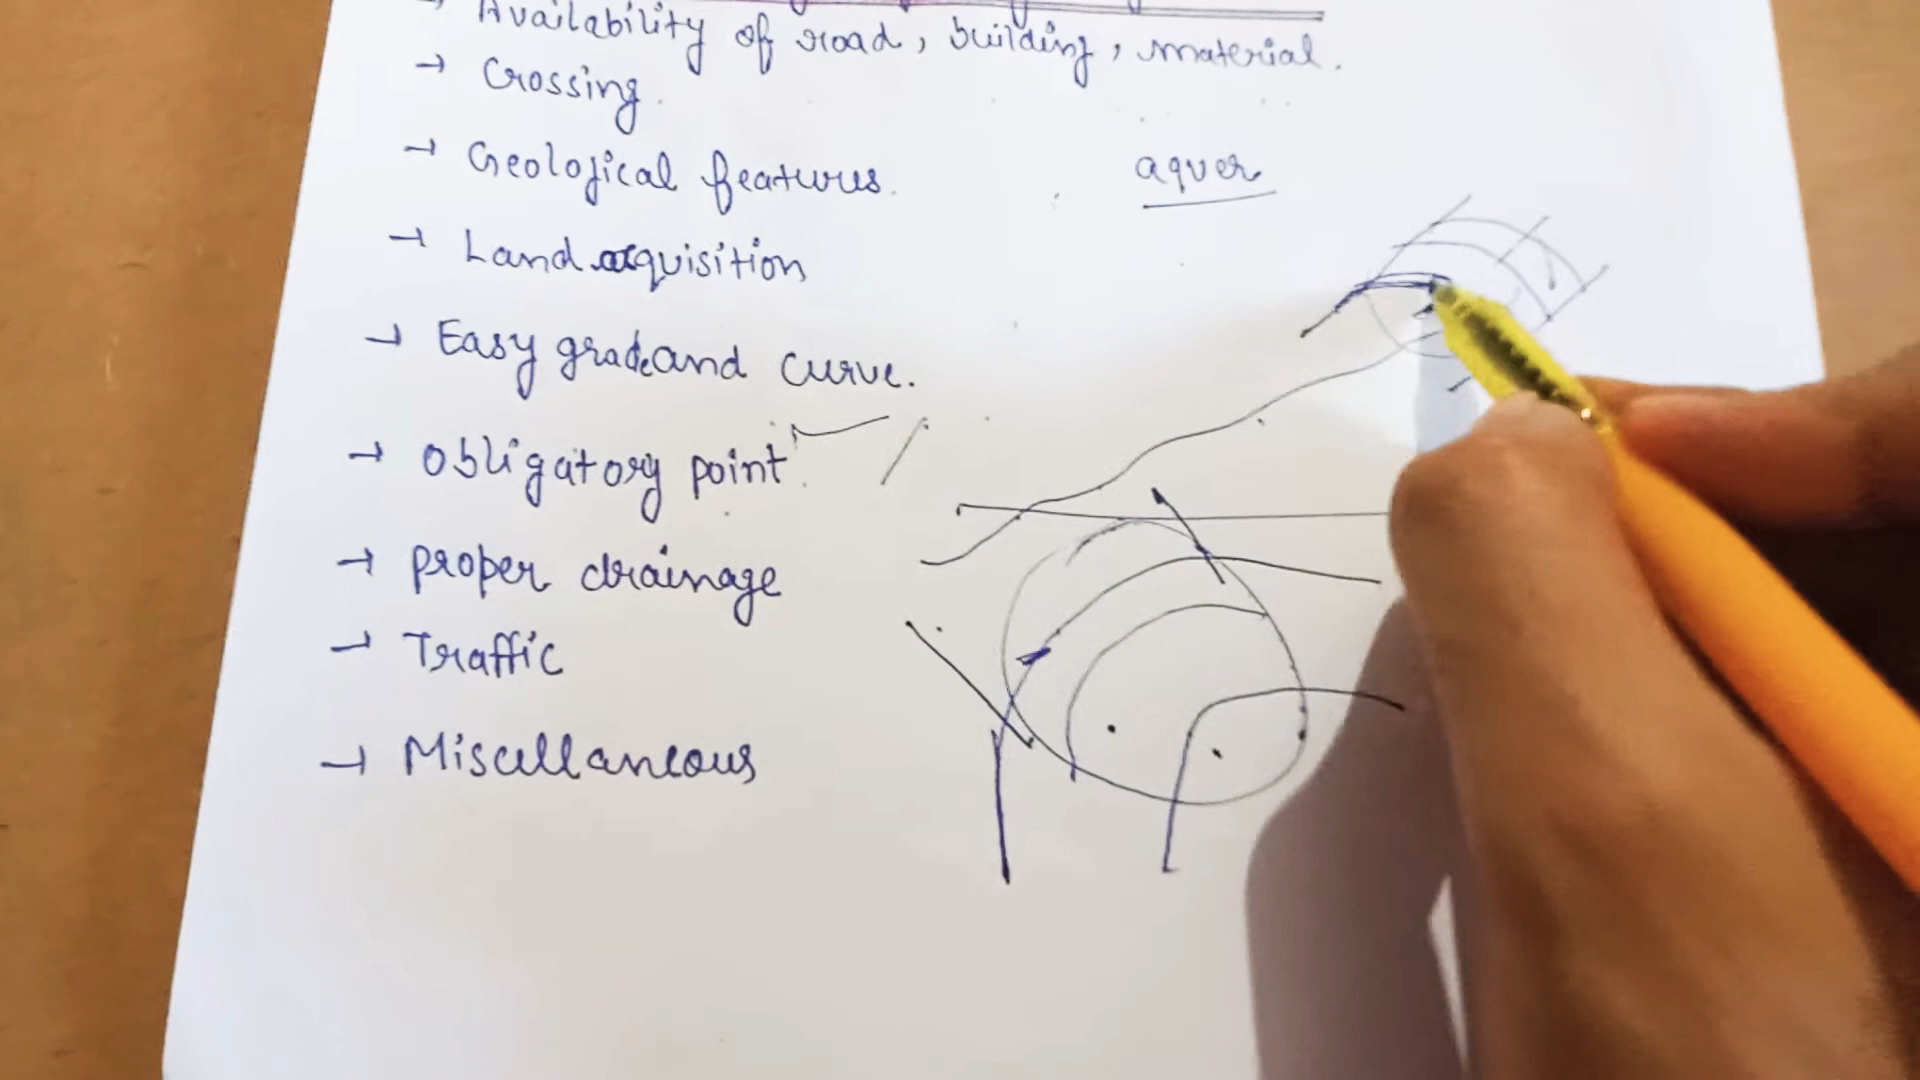 → Availability of road, building, material.
→ Crossing.
→ Geological features.
aquer
→ Land acquisition
→ Easy grade and curve.
→ Obligatory point.
→ proper drainage
→ Traffic
→ Miscellaneous